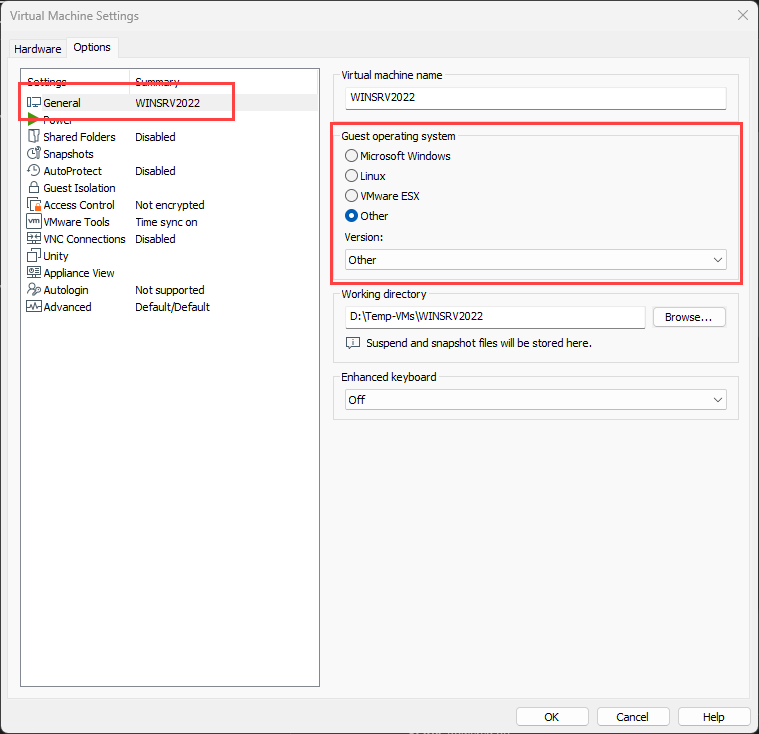 Virtual Machine Settings
Hardware Options
Settings Summary
General WINSRV2022
Power
Shared Folders Disabled
Snapshots
AutoProtect Disabled
Guest Isolation
Access Control Not encrypted
vm VMware Tools Time sync on
VNC Connections Disabled
Unity
Appliance View
Autologin Not supported
Advanced Default/Default
Virtual machine name
WINSRV2022
Guest operating system
Microsoft Windows
Linux
VMware ESX
Other
Version:
Other
Working directory
D:\Temp-VMs\WINSRV2022 Browse...
Suspend and snapshot files will be stored here.
Enhanced keyboard
Off
OK Cancel Help